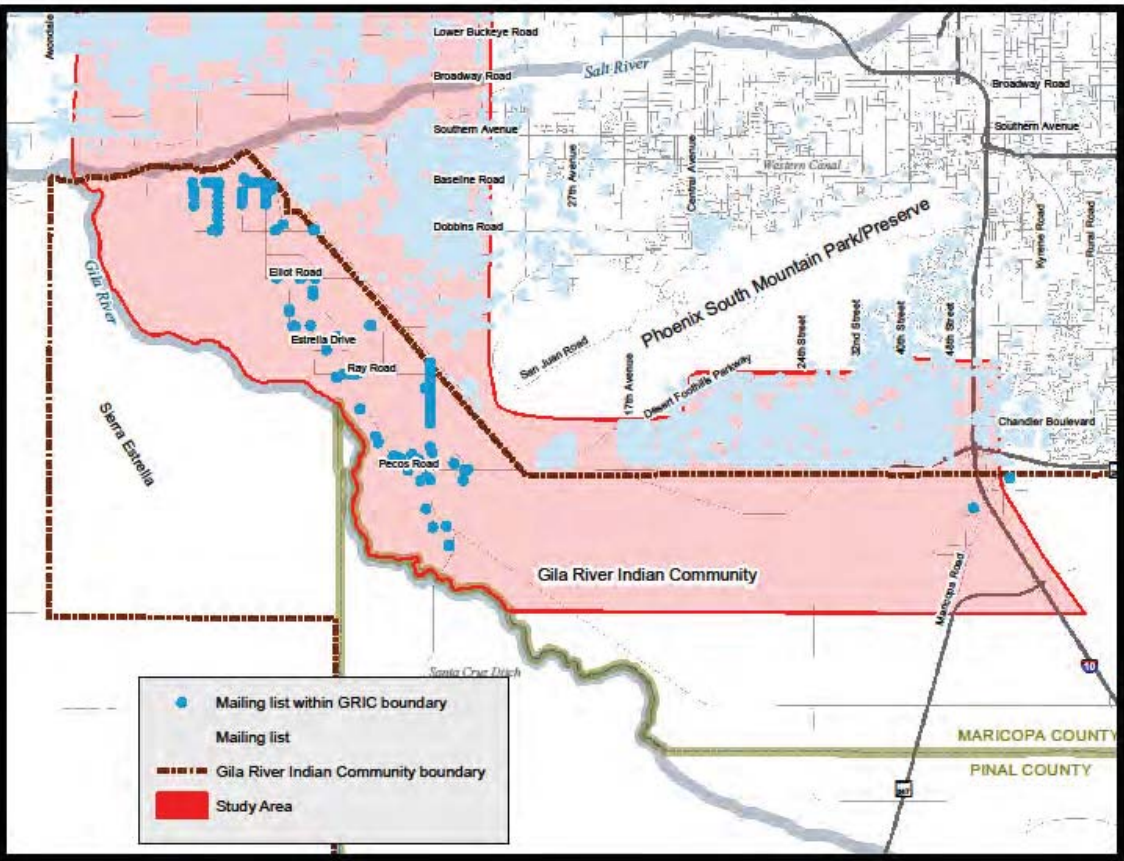 Avondale
Lower Buckeye Road
Salt River
Broadway Road
Broadway Road
Southern Avenue
Southern Avenue
27th Avenue
Central Avenue
Western Canal
Baseline Road
Kyrene Road
Rural Road
Dobbins Road
Phoenix South Mountain Park/Preserve
Gila River
Elliot Road
Estrella Drive
San Juan Road
24th Street
32nd Street
40th Street
48th Street
Ray Road
17th Avenue
Desert Foothills Parkway
Sierra Estrella
Chandler Boulevard
Pecos Road
Gila River Indian Community
Maricopa Road
Santa Cruz Ditch
10
Mailing list within GRIC boundary
Mailing list
Gila River Indian Community boundary
Study Area
MARICOPA COUNTY
PINAL COUNTY
347